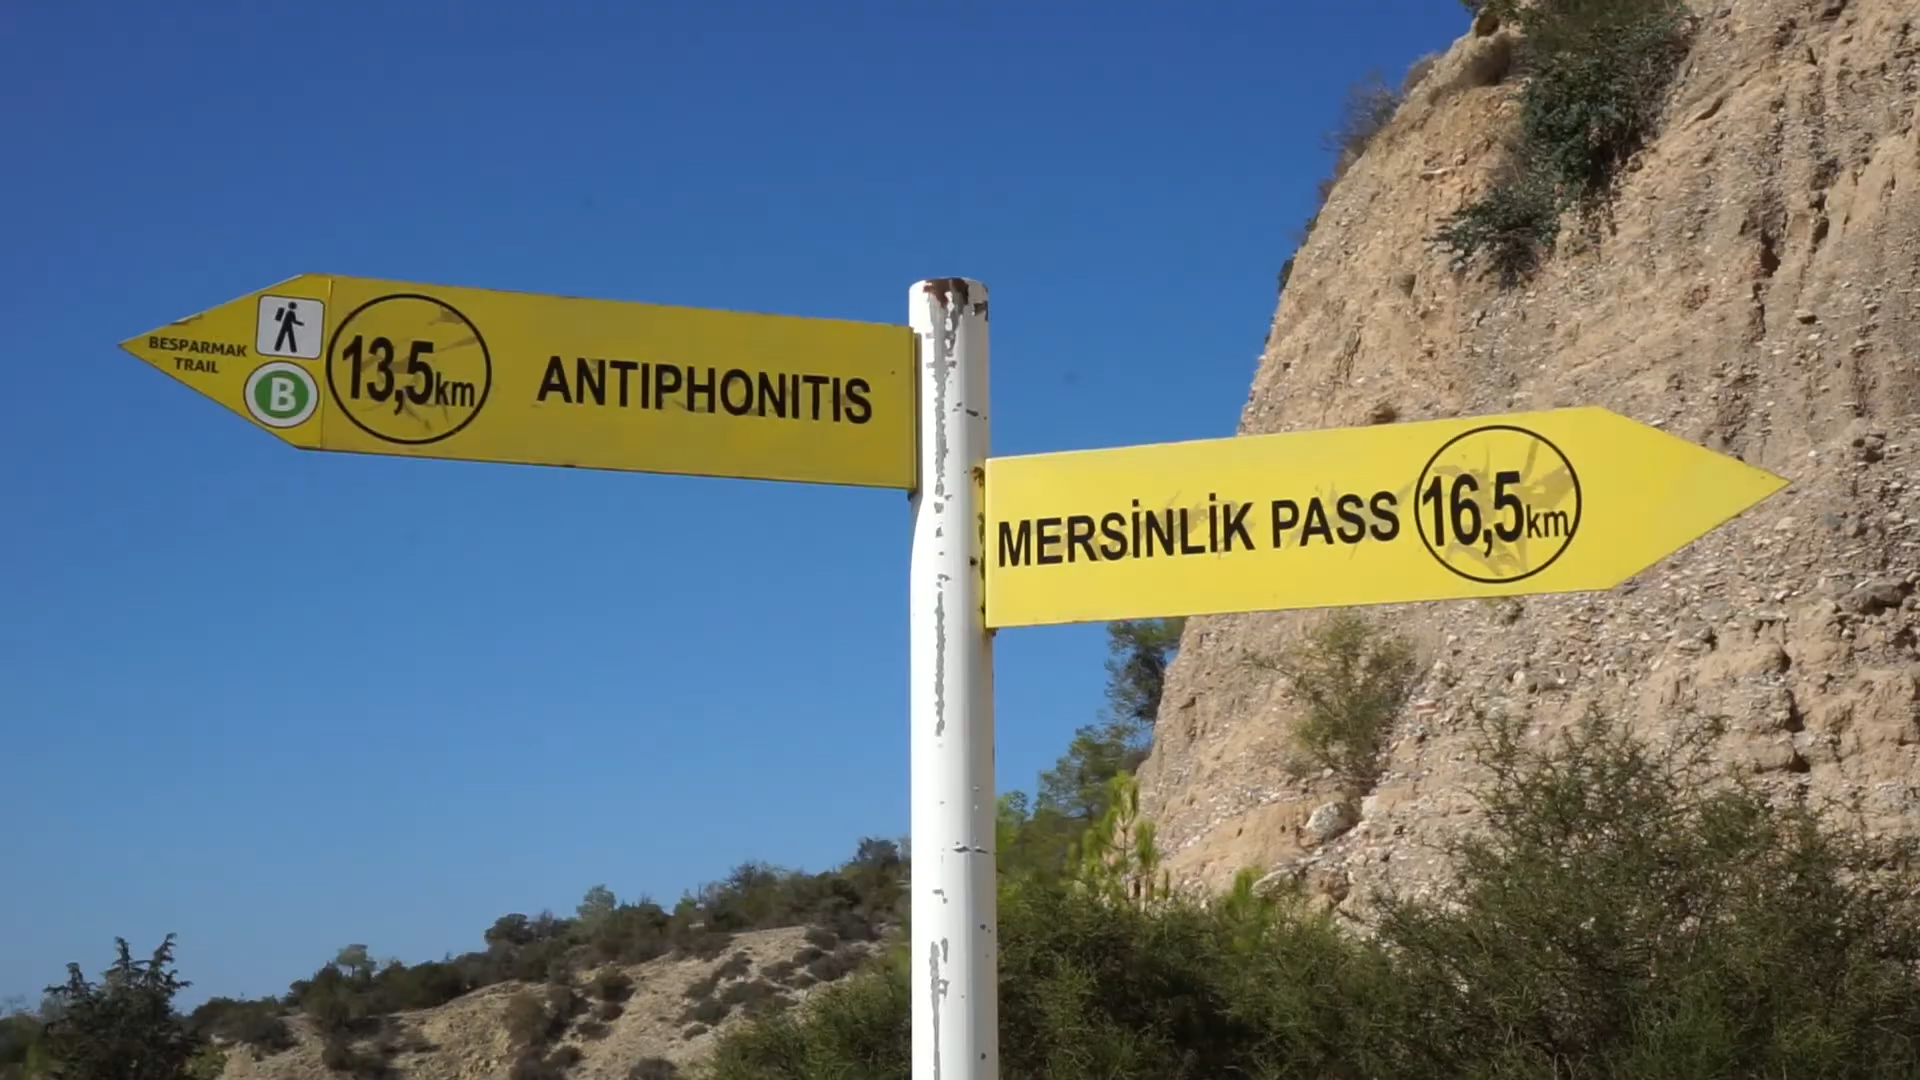 BESPARMAK
TRAIL
B
13,5km
ANTIPHONITIS
MERSİNLİK PASS 16,5km